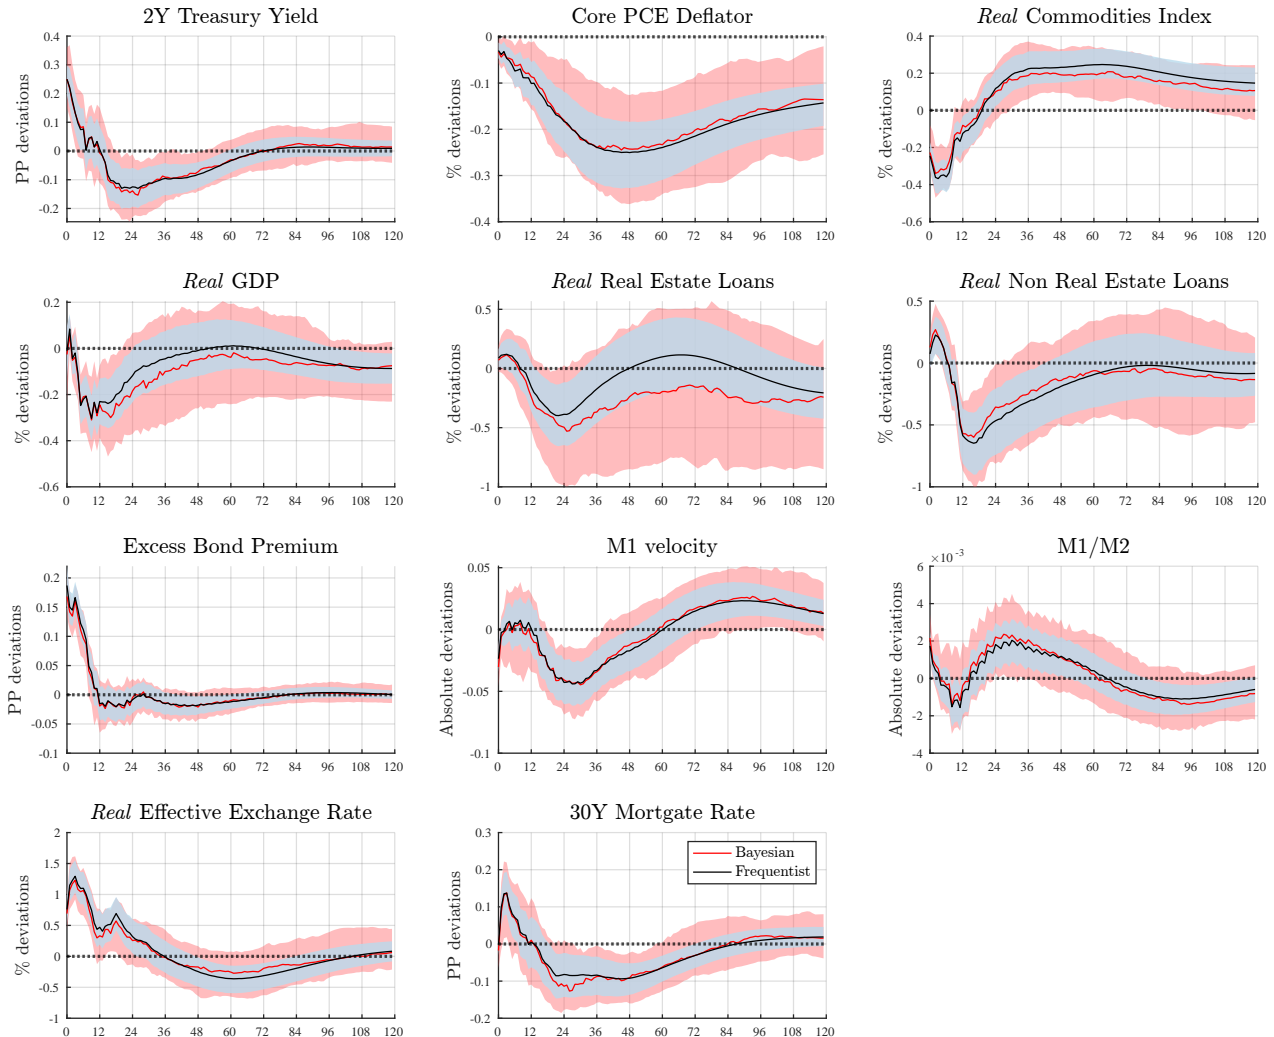 2Y Treasury Yield
PP deviations
0.4
0.3
0.2
0.1
0
-0.1
-0.2
0 12 24 36 48 60 72 84 96 108 120
Core PCE Deflator
% deviations
0
-0.1
-0.2
-0.3
-0.4
0 12 24 36 48 60 72 84 96 108 120
Real Commodities Index
% deviations
0.4
0.2
0
-0.2
-0.4
-0.6
0 12 24 36 48 60 72 84 96 108 120
Real GDP
% deviations
0.2
0
-0.2
-0.4
-0.6
0 12 24 36 48 60 72 84 96 108 120
Real Real Estate Loans
% deviations
0.5
0
-0.5
-1
0 12 24 36 48 60 72 84 96 108 120
Real Non Real Estate Loans
% deviations
0.5
0
-0.5
-1
0 12 24 36 48 60 72 84 96 108 120
Excess Bond Premium
PP deviations
0.2
0.15
0.1
0.05
0
-0.05
-0.1
0 12 24 36 48 60 72 84 96 108 120
M1 velocity
Absolute deviations
0.05
0
-0.05
-0.1
0 12 24 36 48 60 72 84 96 108 120
M1/M2
Absolute deviations
×10⁻³
6
4
2
0
-2
-4
0 12 24 36 48 60 72 84 96 108 120
Real Effective Exchange Rate
% deviations
2
1.5
1
0.5
0
-0.5
-1
0 12 24 36 48 60 72 84 96 108 120
30Y Mortgate Rate
PP deviations
0.3
0.2
0.1
0
-0.1
-0.2
0 12 24 36 48 60 72 84 96 108 120
Bayesian
Frequentist